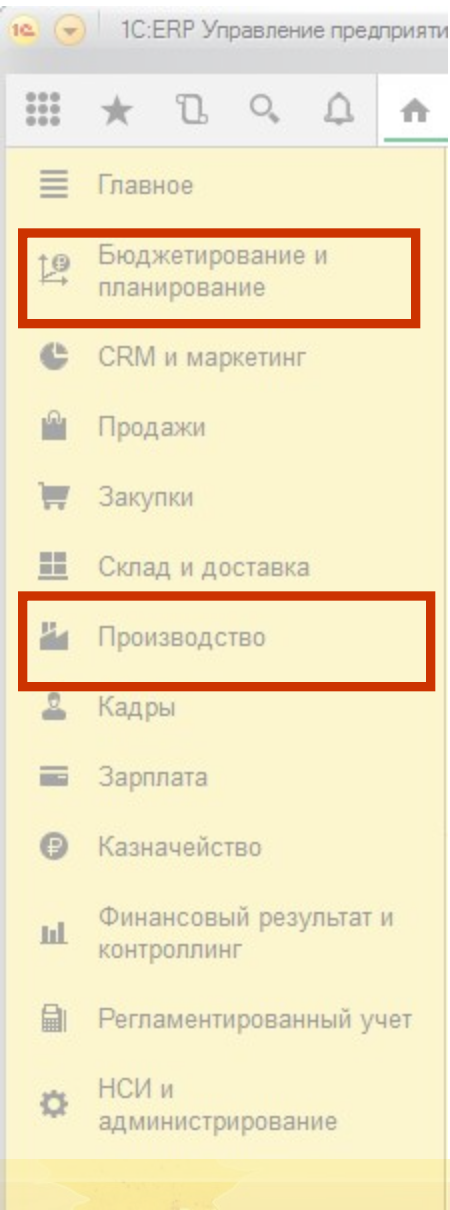 1С:ERP Управление предприяти
Главное
Бюджетирование и
планирование
CRM и маркетинг
Продажи
Закупки
Склад и доставка
Производство
Кадры
Зарплата
Казначейство
Финансовый результат и
контроллинг
Регламентированный учет
НСИ и
администрирование